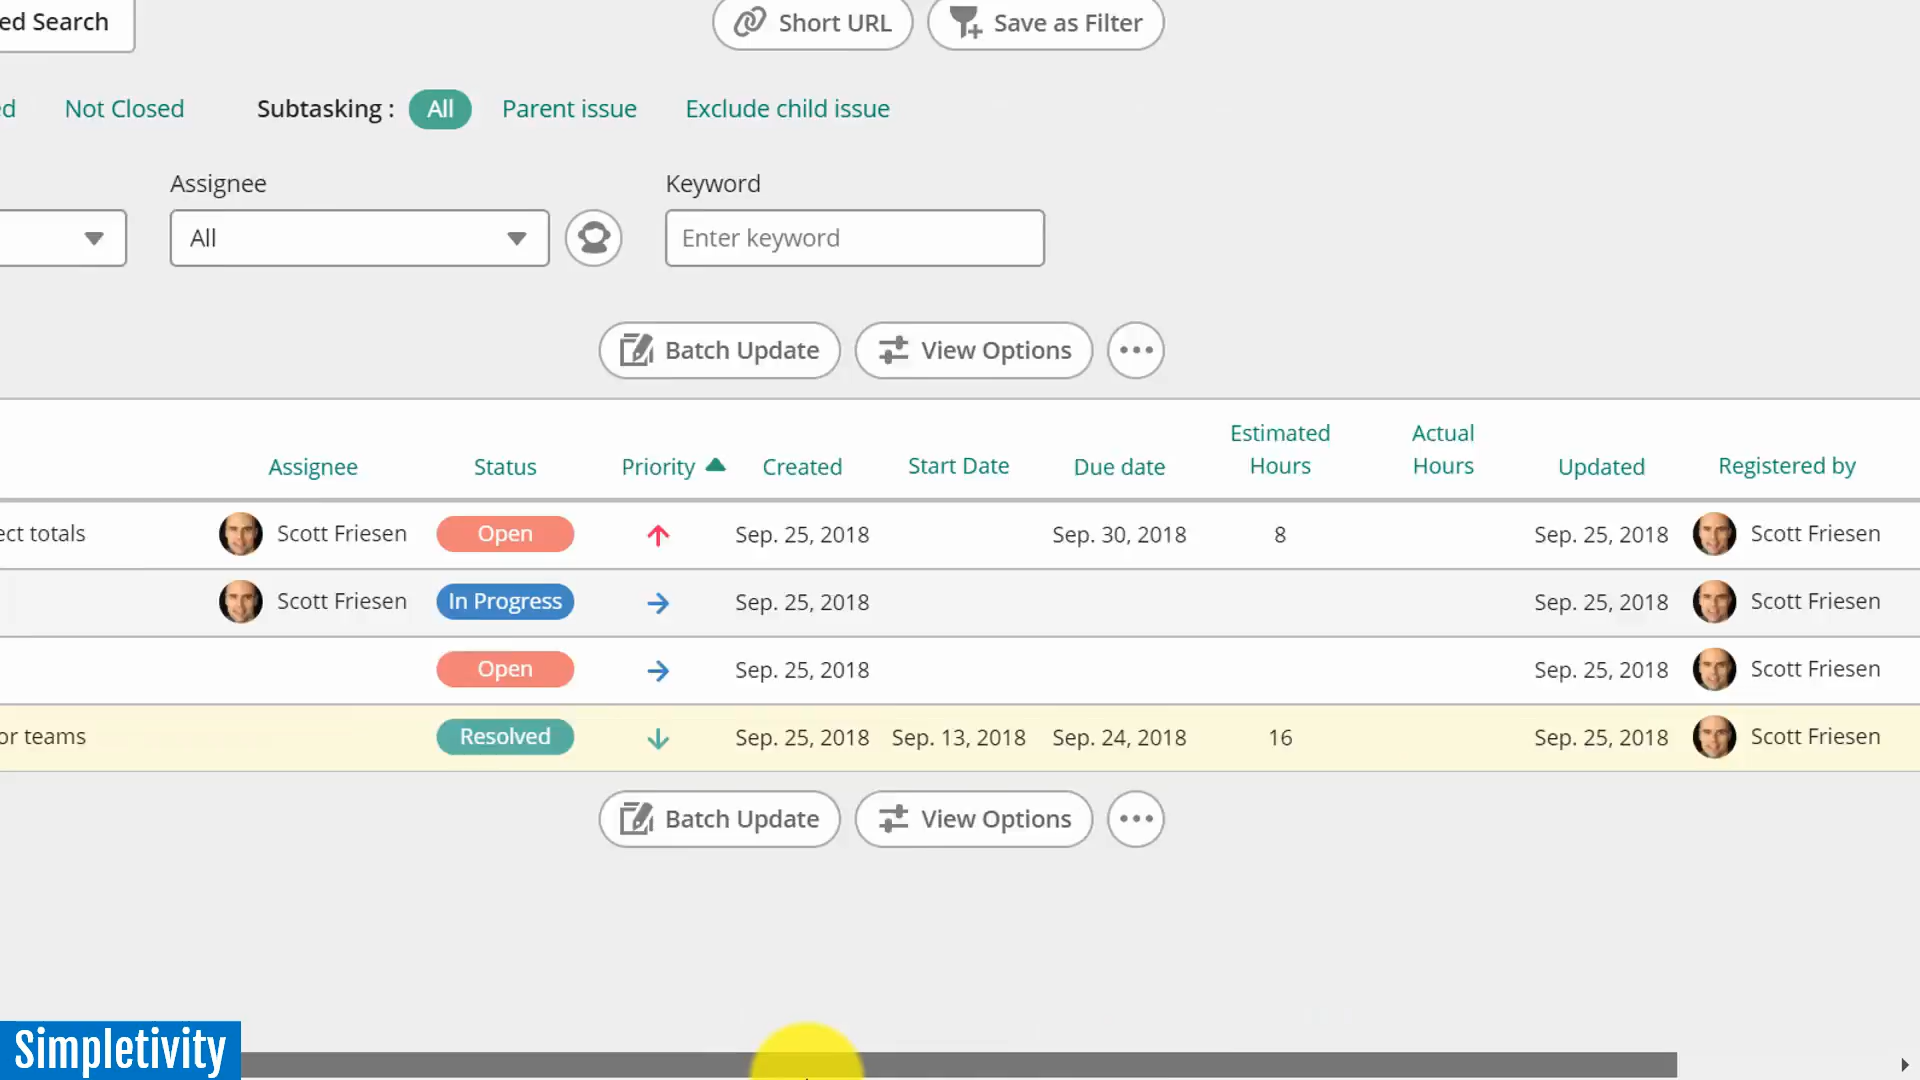 ed Search
Short URL
Save as Filter
ed Not Closed Subtasking : All Parent issue Exclude child issue
Assignee Keyword
All Enter keyword
Batch Update View Options
Assignee Status Priority Created Start Date Due date Estimated Hours Actual Hours Updated Registered by
ect totals Scott Friesen Open Sep. 25, 2018 Sep. 30, 2018 8 Sep. 25, 2018 Scott Friesen
Scott Friesen In Progress Sep. 25, 2018 Sep. 25, 2018 Scott Friesen
Open Sep. 25, 2018 Sep. 25, 2018 Scott Friesen
or teams Resolved Sep. 25, 2018 Sep. 13, 2018 Sep. 24, 2018 16 Sep. 25, 2018 Scott Friesen
Batch Update View Options
Simpletivity